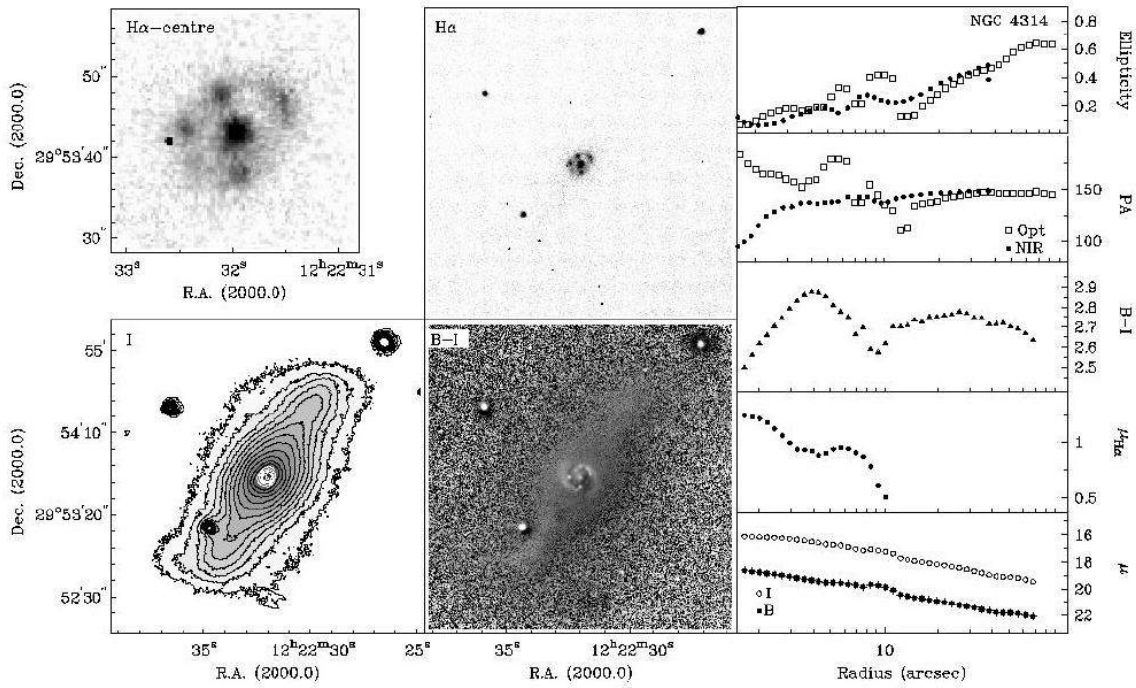 Hα-centre
50"
29°53'40"
30"
33ˢ
32ˢ
12ʰ22ᵐ31ˢ
Dec. (2000.0)
R.A. (2000.0)
Hα
NGC 4314
0.8
0.6
0.4
0.2
Ellipticity
150
100
PA
□ Opt
■ NIR
2.9
2.8
2.7
2.6
2.5
B-I
1
0.5
μHα
16
18
20
22
μ
○ I
■ B
10
Radius (arcsec)
I
55'
54'10"
29°53'20"
52'30"
Dec. (2000.0)
35ˢ
12ʰ22ᵐ30ˢ
25ˢ
R.A. (2000.0)
B-I
35ˢ
12ʰ22ᵐ30ˢ
R.A. (2000.0)